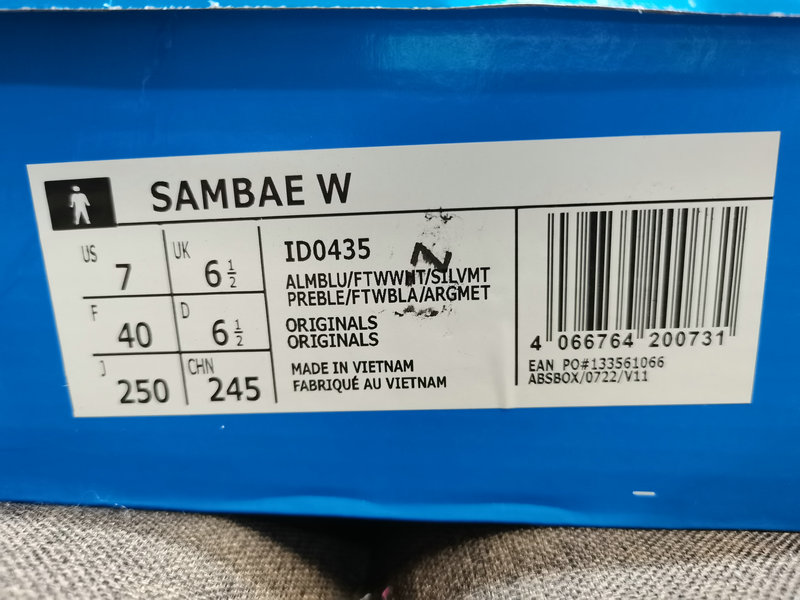 SAMBAE W
US 7 UK 6 1/2
F 40 D 6 1/2
J 250 CHN 245
ID0435
N
ALMBLU/FTWWHT/SILVMT
PREBLE/FTWBLA/ARGMET
ORIGINALS
ORIGINALS
MADE IN VIETNAM
FABRIQUÉ AU VIETNAM
4 066764 200731
EAN PO#133561066
ABSBOX/0722/V11